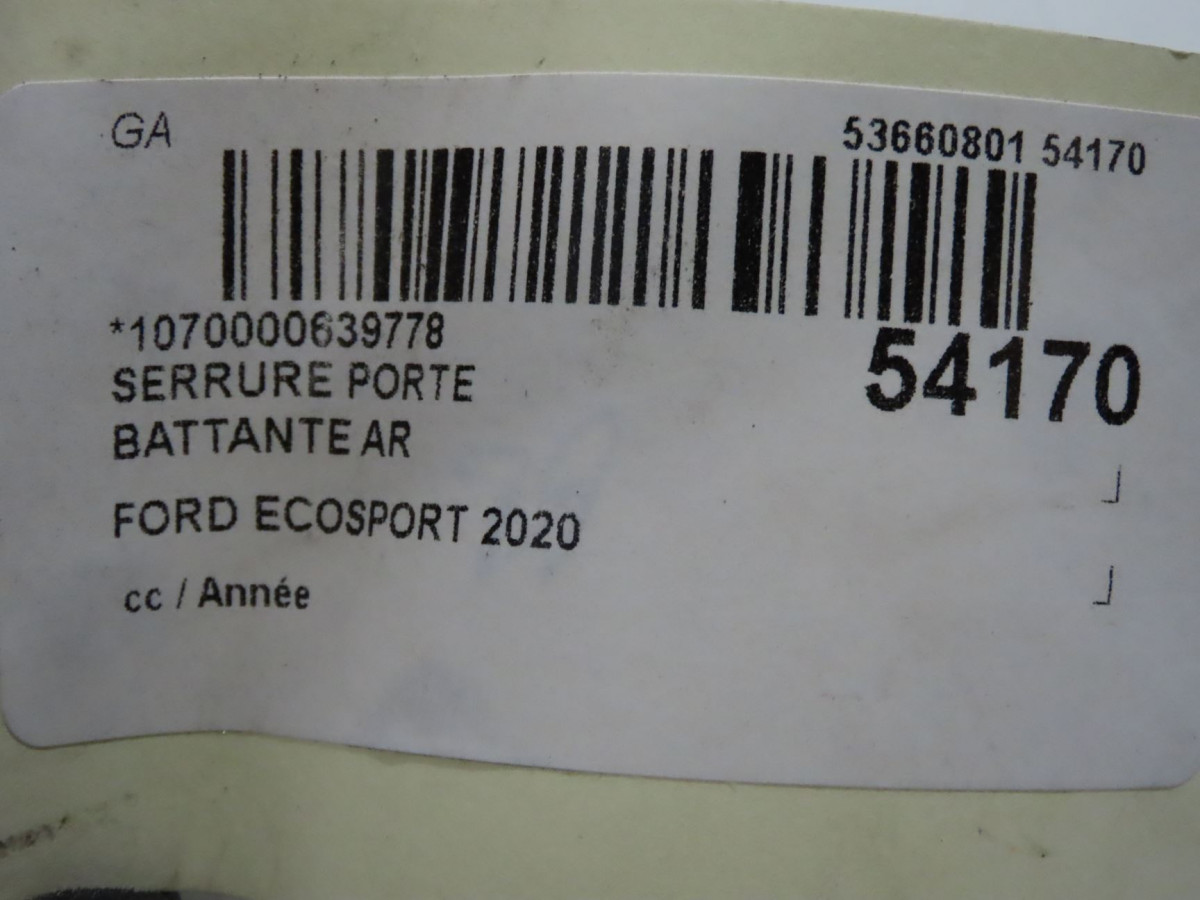 GA
53660801 54170
*1070000639778
54170
SERRURE PORTE
BATTANTE AR
FORD ECOSPORT 2020
cc / Année